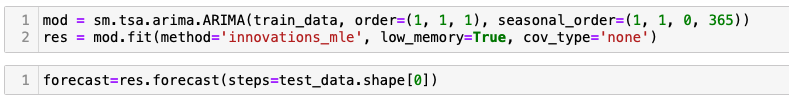 1 mod = sm.tsa.arima.ARIMA(train_data, order=(1, 1, 1), seasonal_order=(1, 1, 0, 365))
2 res = mod.fit(method='innovations_mle', low_memory=True, cov_type='none')
1 forecast=res.forecast(steps=test_data.shape[0])